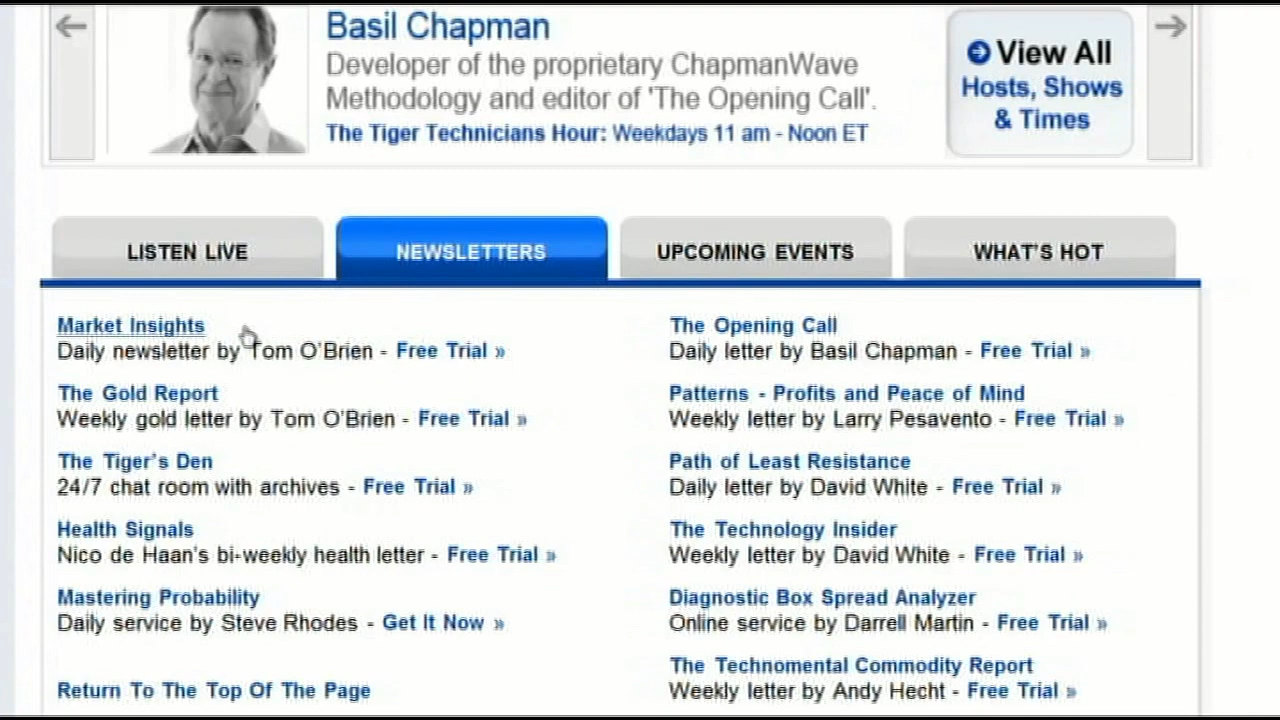 Basil Chapman
Developer of the proprietary ChapmanWave
Methodology and editor of 'The Opening Call'.
The Tiger Technicians Hour: Weekdays 11 am - Noon ET
View All
Hosts, Shows
& Times
LISTEN LIVE
NEWSLETTERS
UPCOMING EVENTS
WHAT'S HOT
Market Insights
Daily newsletter by Tom O'Brien - Free Trial »
The Gold Report
Weekly gold letter by Tom O'Brien - Free Trial »
The Tiger's Den
24/7 chat room with archives - Free Trial »
Health Signals
Nico de Haan's bi-weekly health letter - Free Trial »
Mastering Probability
Daily service by Steve Rhodes - Get It Now »
Return To The Top Of The Page
The Opening Call
Daily letter by Basil Chapman - Free Trial »
Patterns - Profits and Peace of Mind
Weekly letter by Larry Pesavento - Free Trial »
Path of Least Resistance
Daily letter by David White - Free Trial »
The Technology Insider
Weekly letter by David White - Free Trial »
Diagnostic Box Spread Analyzer
Online service by Darrell Martin - Free Trial »
The Technomental Commodity Report
Weekly letter by Andy Hecht - Free Trial »